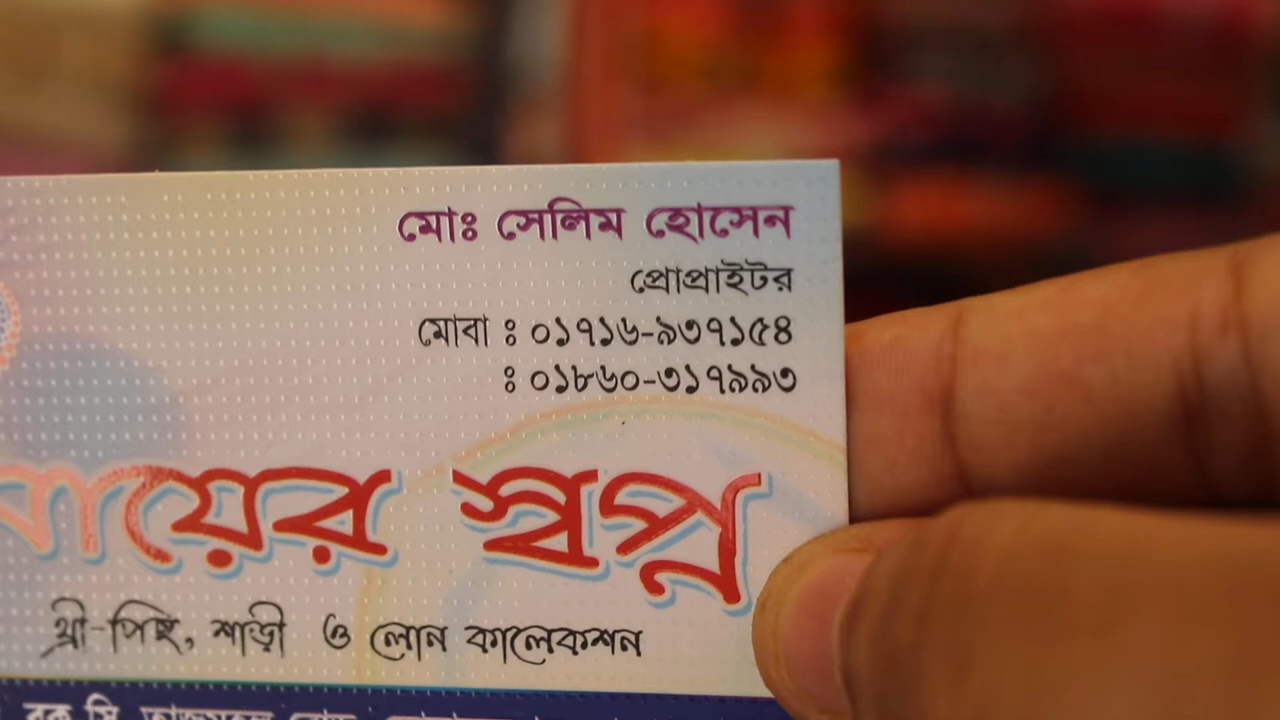 মোঃ সেলিম হোসেন
প্রোপ্রাইটর
মোবা : ০১৭১৬-৯৩৭১৫৪
: ০১৮৬০-৩১৭৯৯৩
মায়ের স্বপ্ন
থ্রী-পিছ, শাড়ী ও লোন কালেকশন